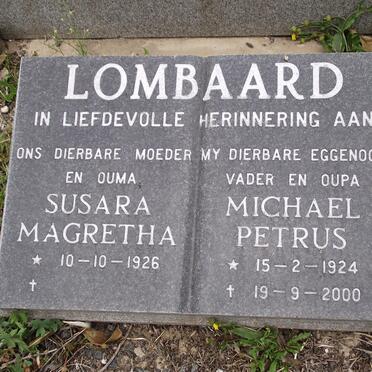 LOMBAARD
IN LIEFDEVOLLE HERINNERING AAN
ONS DIERBARE MOEDER
EN OUMA
SUSARA
MAGRETHA
* 10-10-1926
†
MY DIERBARE EGGENOO
VADER EN OUPA
MICHAEL
PETRUS
* 15-2-1924
† 19-9-2000